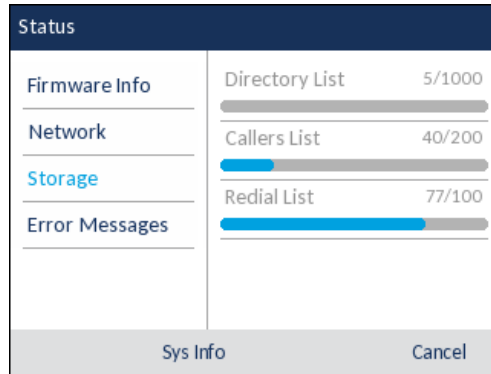 Status
Firmware Info
Network
Storage
Error Messages
Directory List 5/1000
Callers List 40/200
Redial List 77/100
Sys Info Cancel